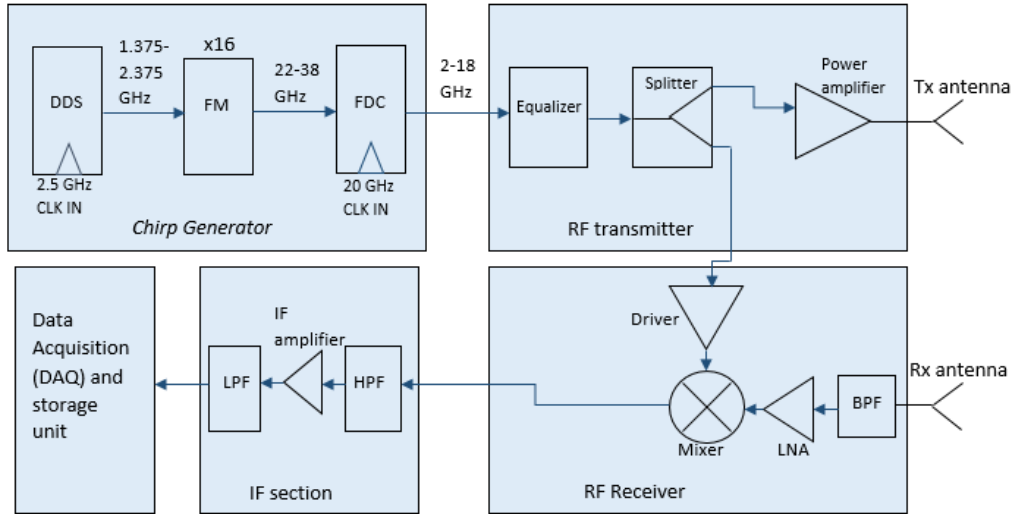 DDS
2.5 GHz
CLK IN
1.375-
2.375
GHz
x16
FM
22-38
GHz
FDC
20 GHz
CLK IN
Chirp Generator
2-18
GHz
Equalizer
Splitter
Power
amplifier
Tx antenna
RF transmitter
Data
Acquisition
(DAQ) and
storage
unit
LPF
IF
amplifier
HPF
IF section
Driver
Mixer
LNA
BPF
Rx antenna
RF Receiver